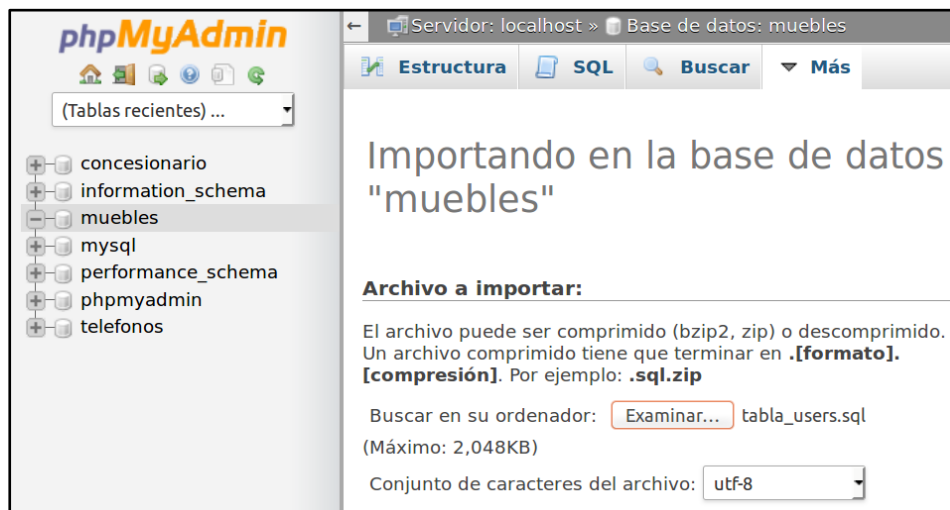 phpMyAdmin
(Tablas recientes) ...
concesionario
information_schema
muebles
mysql
performance_schema
phpmyadmin
telefonos
← Servidor: localhost » Base de datos: muebles
Estructura SQL Buscar Más
Importando en la base de datos
"muebles"
Archivo a importar:
El archivo puede ser comprimido (bzip2, zip) o descomprimido.
Un archivo comprimido tiene que terminar en .[formato].
[compresión]. Por ejemplo: .sql.zip
Buscar en su ordenador: Examinar... tabla_users.sql
(Máximo: 2,048KB)
Conjunto de caracteres del archivo: utf-8